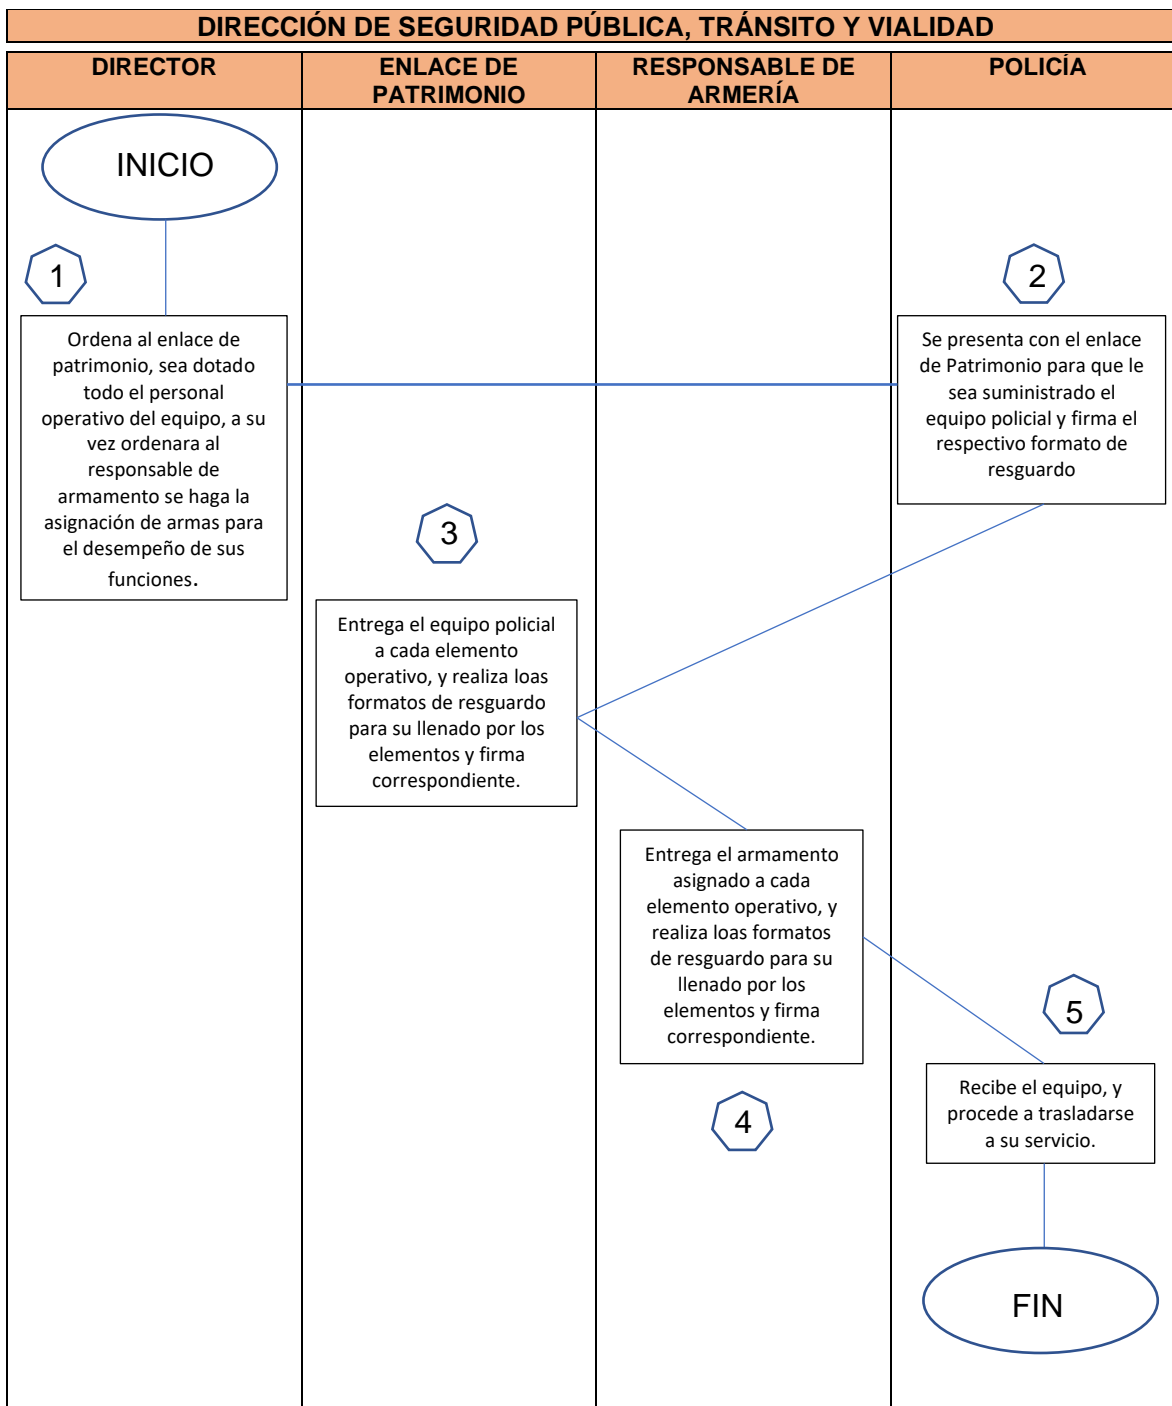 DIRECCIÓN DE SEGURIDAD PÚBLICA, TRÁNSITO Y VIALIDAD
DIRECTOR
ENLACE DE
PATRIMONIO
RESPONSABLE DE
ARMERÍA
POLICÍA
INICIO
1
Ordena al enlace de
patrimonio, sea dotado
todo el personal
operativo del equipo, a su
vez ordenara al
responsable de
armamento se haga la
asignación de armas para
el desempeño de sus
funciones.
2
Se presenta con el enlace
de Patrimonio para que le
sea suministrado el
equipo policial y firma el
respectivo formato de
resguardo
3
Entrega el equipo policial
a cada elemento
operativo, y realiza loas
formatos de resguardo
para su llenado por los
elementos y firma
correspondiente.
Entrega el armamento
asignado a cada
elemento operativo, y
realiza loas formatos
de resguardo para su
llenado por los
elementos y firma
correspondiente.
4
5
Recibe el equipo, y
procede a trasladarse
a su servicio.
FIN